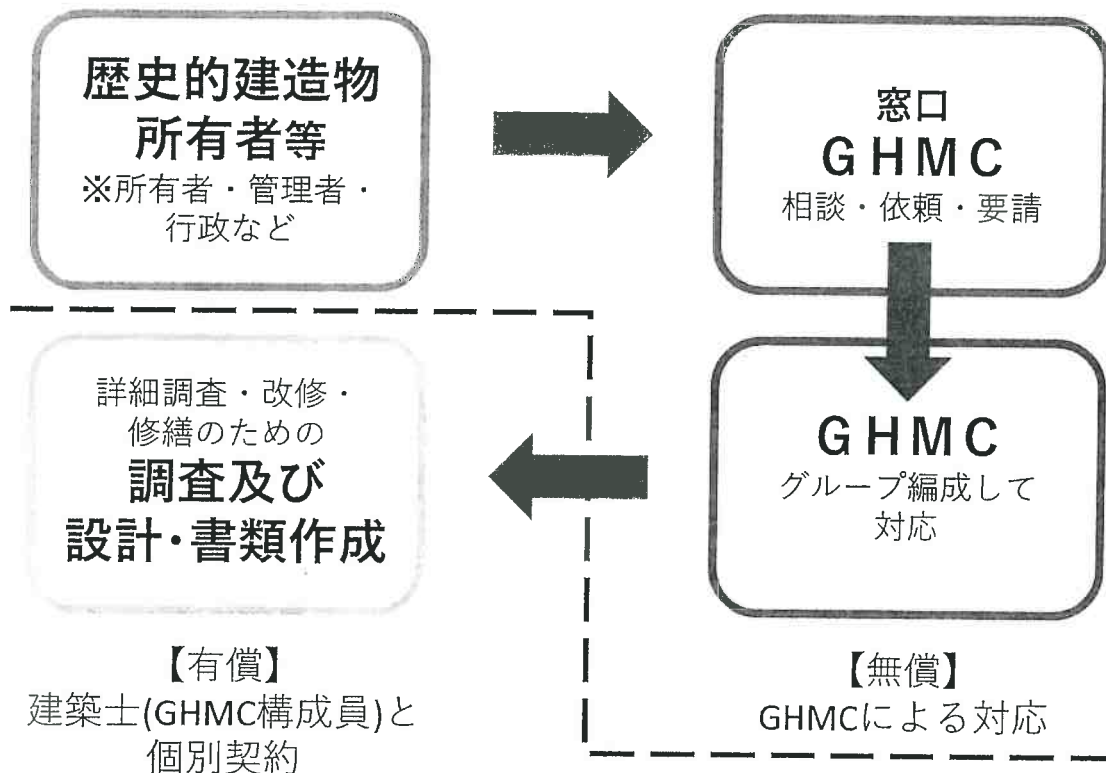 歴史的建造物
所有者等
※所有者・管理者・
行政など
窓口
GHMC
相談・依頼・要請
GHMC
グループ編成して
対応
詳細調査・改修・
修繕のための
調査及び
設計・書類作成
【有償】
建築士(GHMC構成員)と
個別契約
【無償】
GHMCによる対応